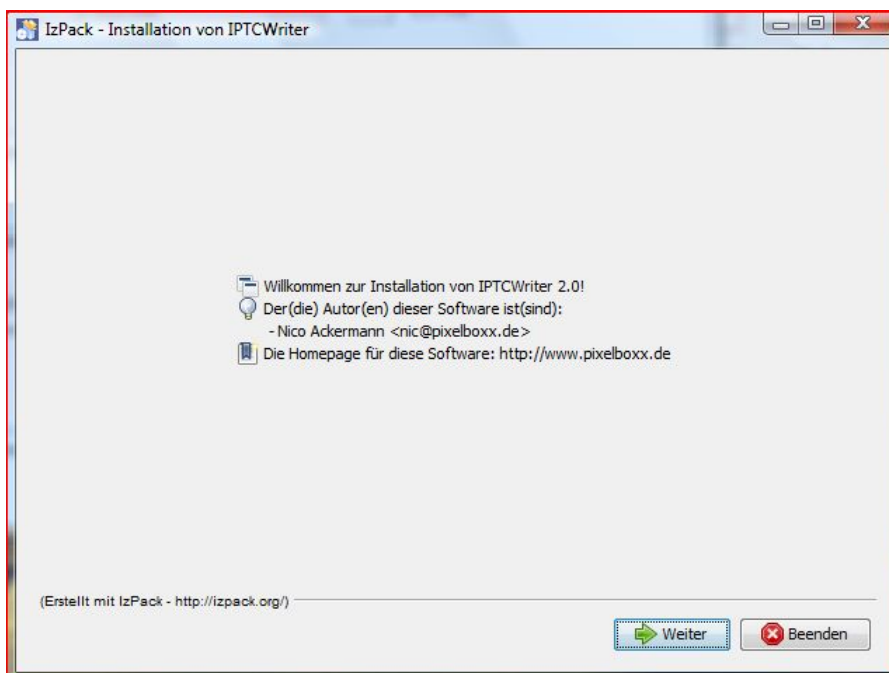 IzPack - Installation von IPTCWriter
Willkommen zur Installation von IPTCWriter 2.0!
Der(die) Autor(en) dieser Software ist(sind):
- Nico Ackermann <nic@pixelboxx.de>
Die Homepage für diese Software: http://www.pixelboxx.de
(Erstellt mit IzPack - http://izpack.org/)
Weiter
Beenden